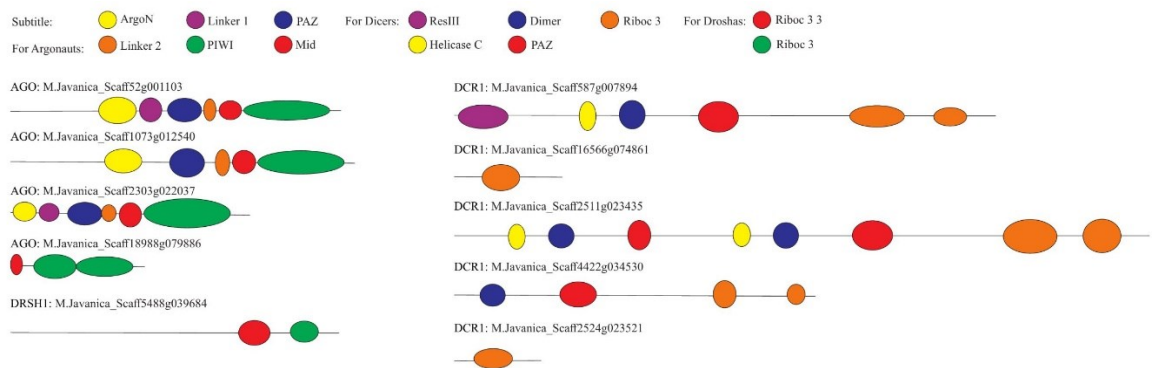 Subtitle: ArgoN Linker 1 PAZ For Dicers: ResIII Dimer Riboc 3 For Droshas: Riboc 3 3
For Argonauts: Linker 2 PIWI Mid Helicase C PAZ Riboc 3
AGO: M.Javanica_Scaff52g001103
AGO: M.Javanica_Scaff1073g012540
AGO: M.Javanica_Scaff2303g022037
AGO: M.Javanica_Scaff18988g079886
DRSH1: M.Javanica_Scaff5488g039684
DCR1: M.Javanica_Scaff587g007894
DCR1: M.Javanica_Scaff16566g074861
DCR1: M.Javanica_Scaff2511g023435
DCR1: M.Javanica_Scaff4422g034530
DCR1: M.Javanica_Scaff2524g023521